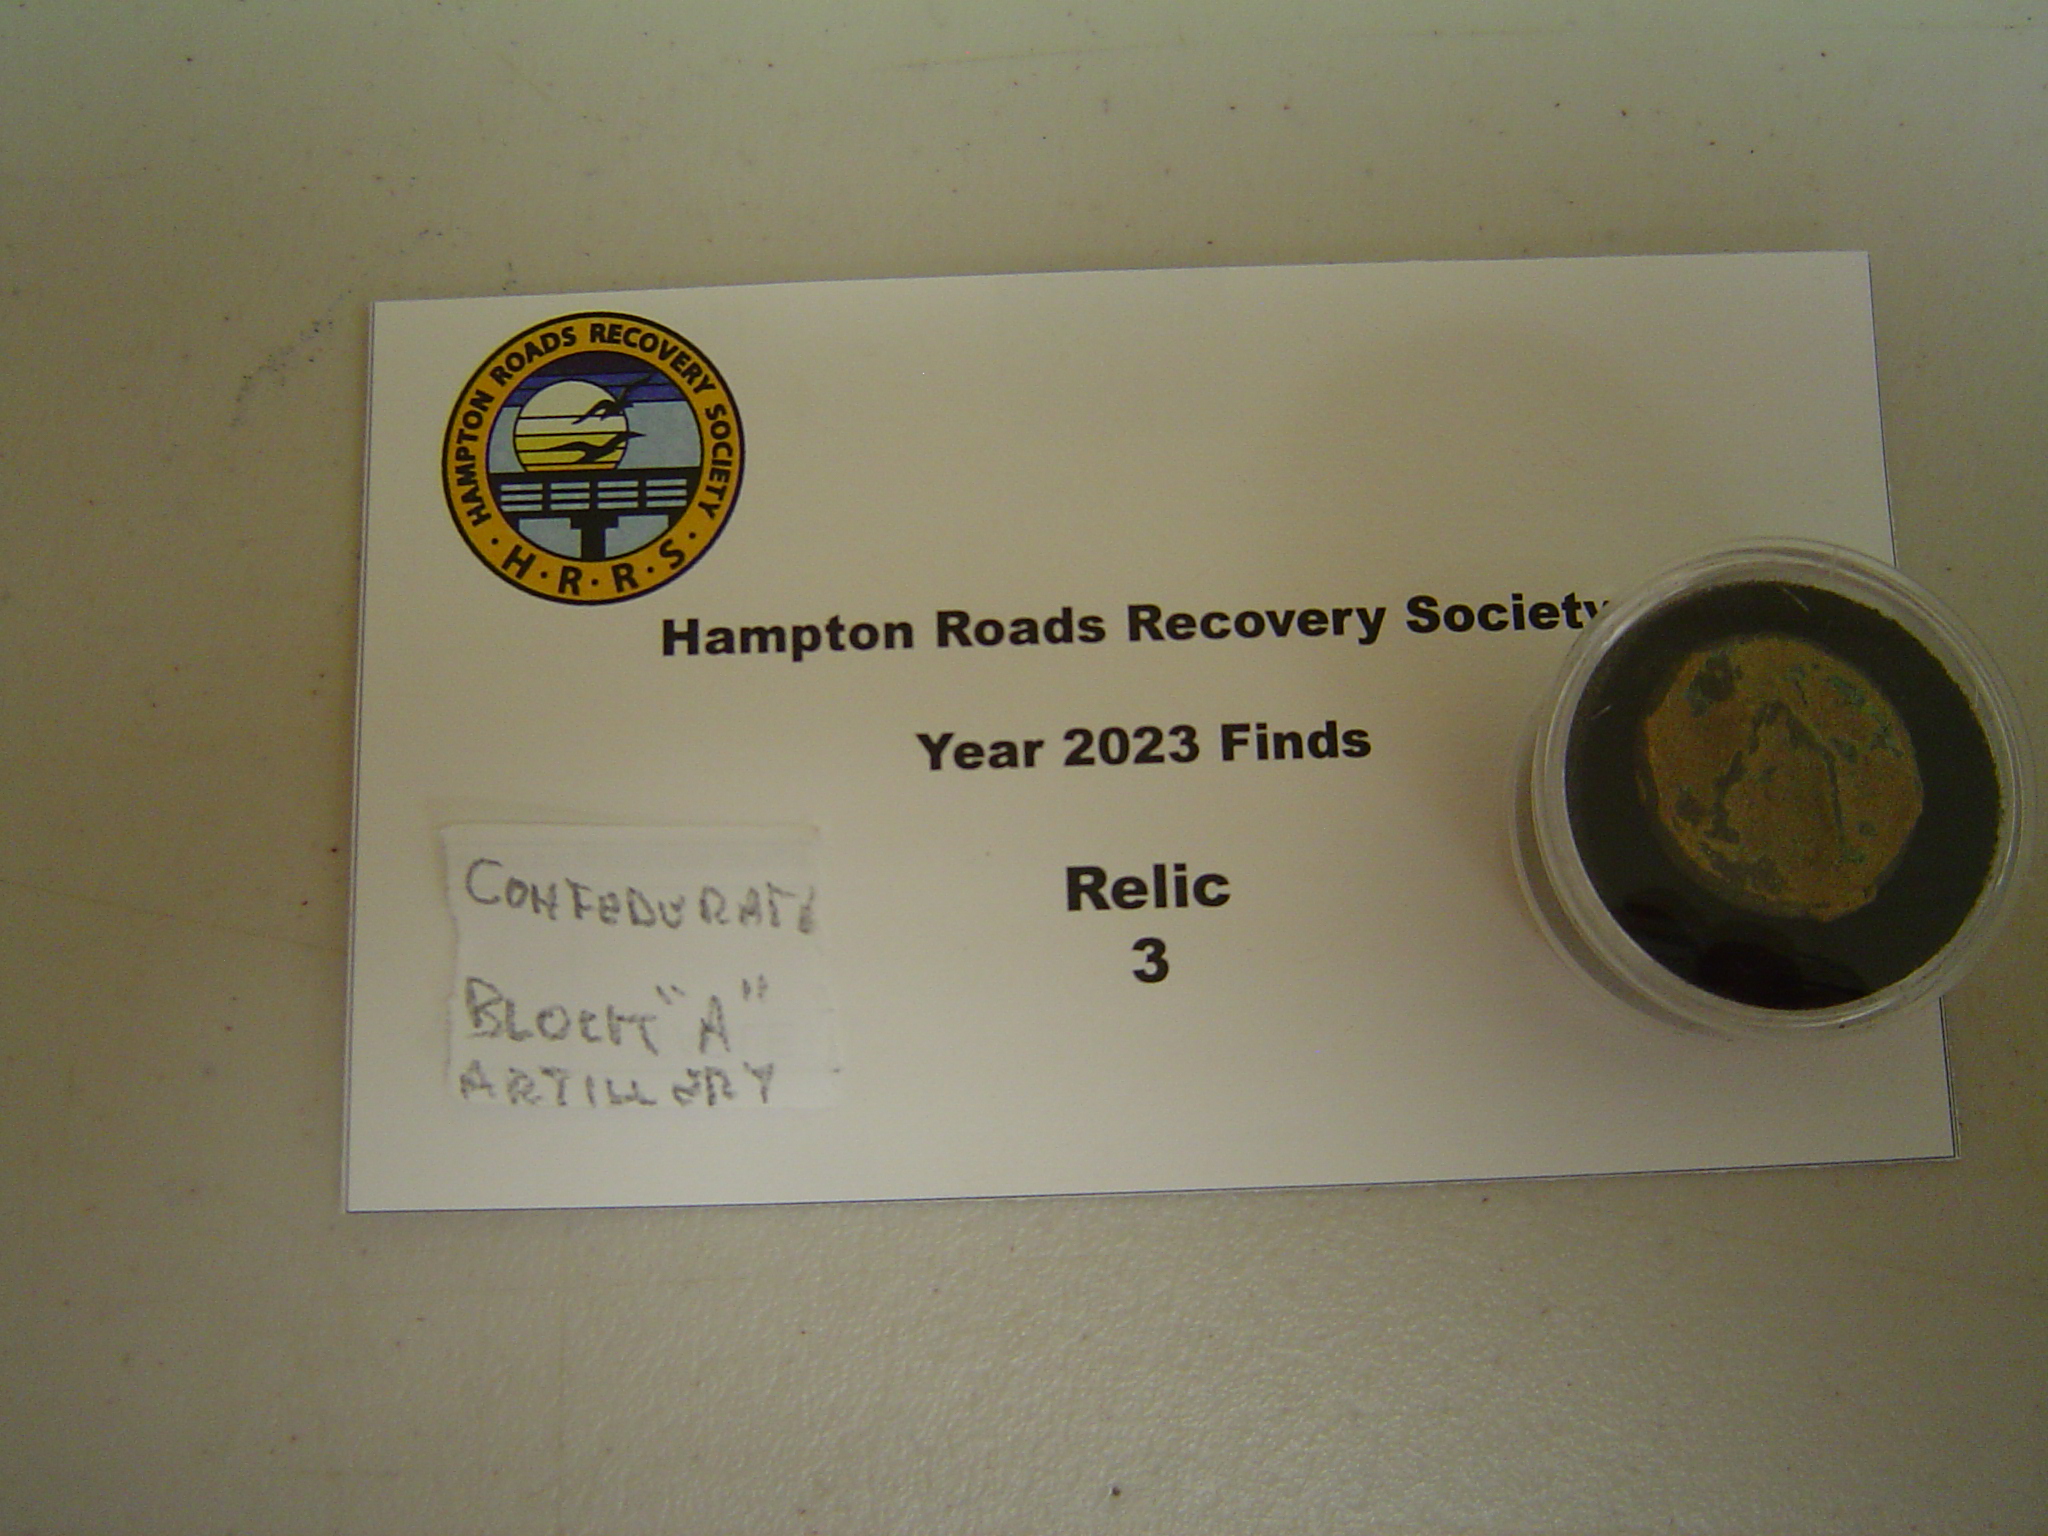 HAMPTON ROADS RECOVERY SOCIETY
· H · R · R · S ·
Hampton Roads Recovery Society
Year 2023 Finds
Relic
3
CONFEDURATE
BLOCK "A"
ARTILLERY